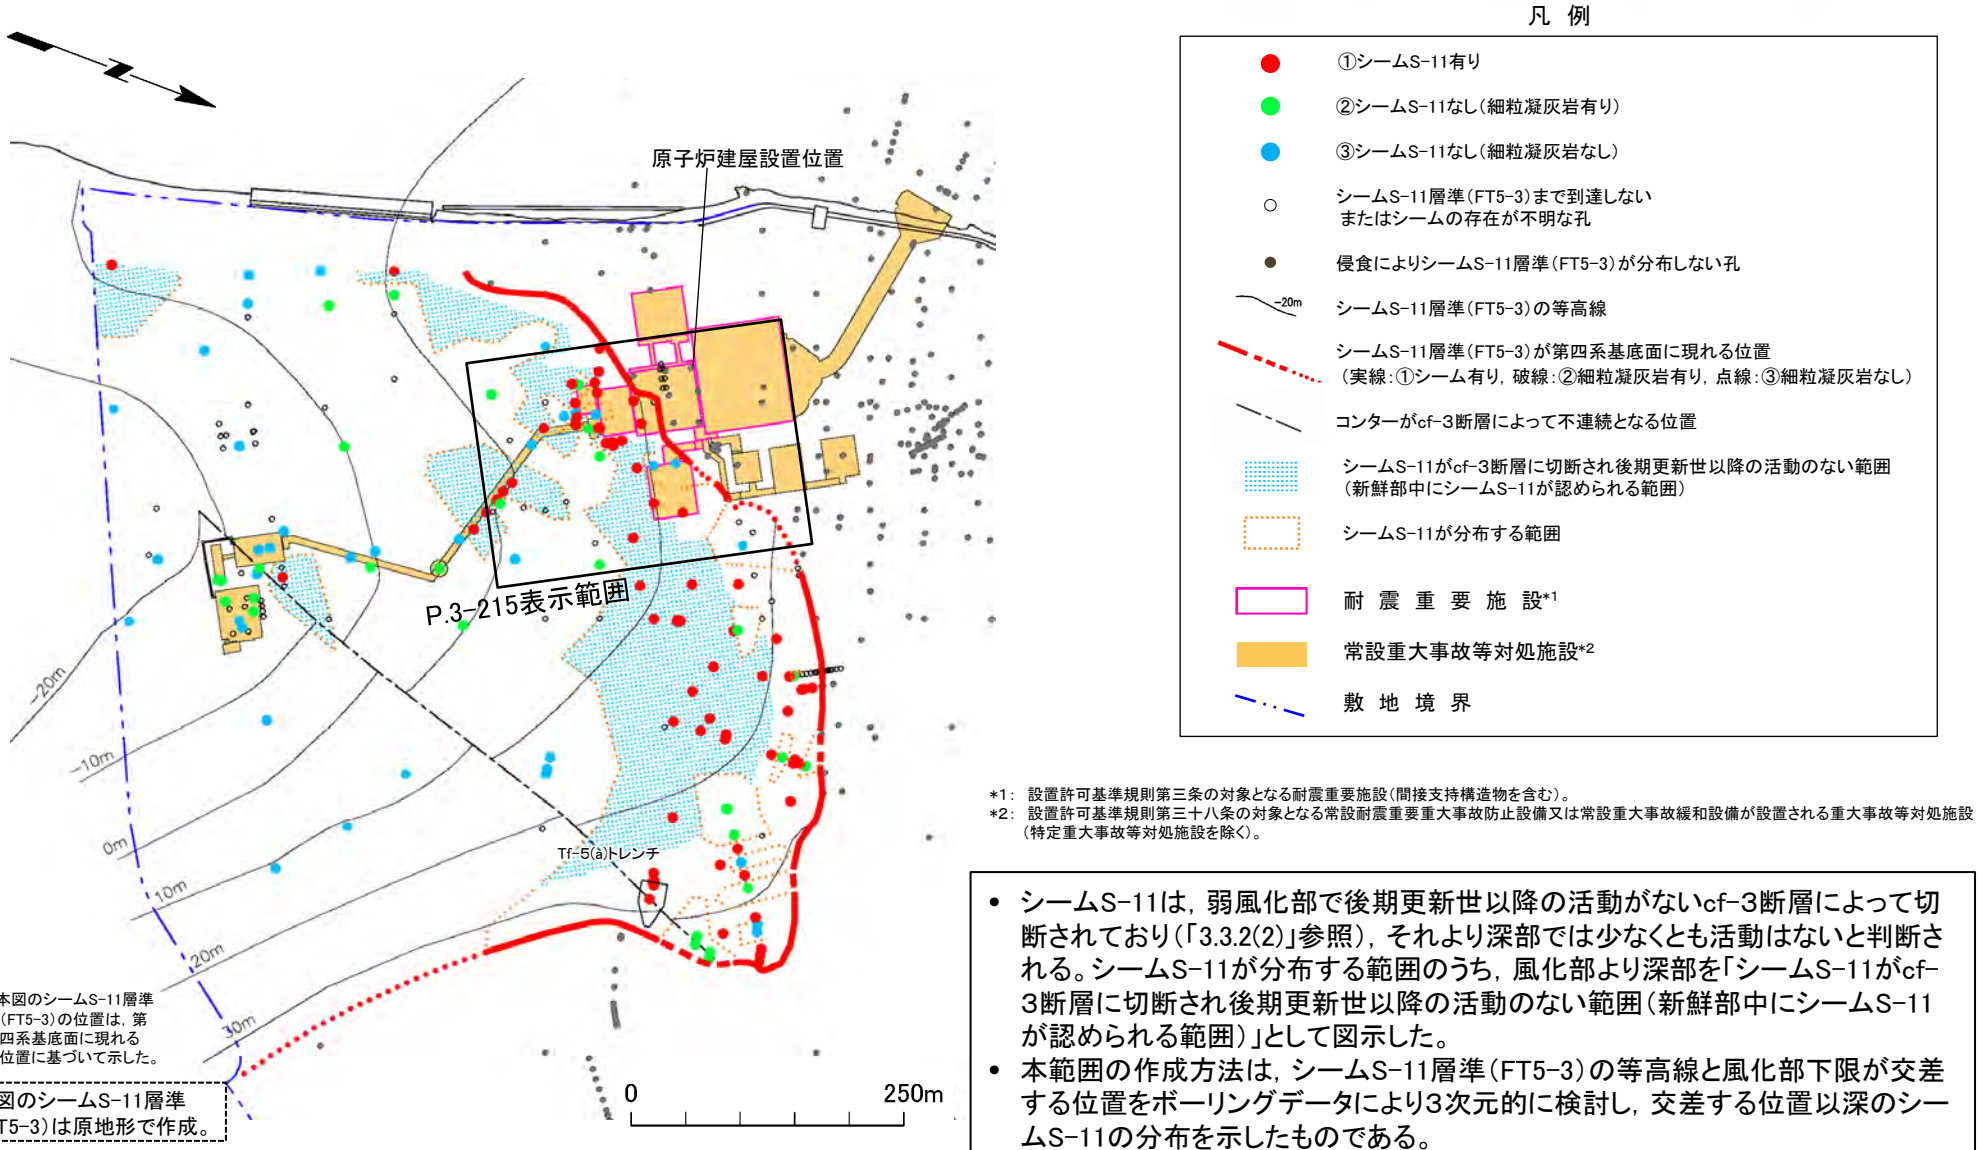 凡 例
①シームS-11有り
②シームS-11なし(細粒凝灰岩有り)
③シームS-11なし(細粒凝灰岩なし)
シームS-11層準(FT5-3)まで到達しない
またはシームの存在が不明な孔
侵食によりシームS-11層準(FT5-3)が分布しない孔
-20m
シームS-11層準(FT5-3)の等高線
シームS-11層準(FT5-3)が第四系基底面に現れる位置
(実線:①シーム有り, 破線:②細粒凝灰岩有り, 点線:③細粒凝灰岩なし)
コンターがcf-3断層によって不連続となる位置
シームS-11がcf-3断層に切断され後期更新世以降の活動のない範囲
(新鮮部中にシームS-11が認められる範囲)
シームS-11が分布する範囲
耐 震 重 要 施 設*1
常設重大事故等対処施設*2
敷 地 境 界
原子炉建屋設置位置
P.3-215表示範囲
-20m
-10m
0m
10m
20m
30m
Tf-5(a)トレンチ
本図のシームS-11層準
(FT5-3)の位置は, 第
四系基底面に現れる
位置に基づいて示した。
図のシームS-11層準
T5-3)は原地形で作成。
0 250m
*1: 設置許可基準規則第三条の対象となる耐震重要施設(間接支持構造物を含む)。
*2: 設置許可基準規則第三十八条の対象となる常設耐震重要重大事故防止設備又は常設重大事故緩和設備が設置される重大事故等対処施設
(特定重大事故等対処施設を除く)。
• シームS-11は, 弱風化部で後期更新世以降の活動がないcf-3断層によって切
断されており(「3.3.2(2)」参照), それより深部では少なくとも活動はないと判断さ
れる。シームS-11が分布する範囲のうち, 風化部より深部を「シームS-11がcf-
3断層に切断され後期更新世以降の活動のない範囲(新鮮部中にシームS-11
が認められる範囲)」として図示した。
• 本範囲の作成方法は, シームS-11層準(FT5-3)の等高線と風化部下限が交差
する位置をボーリングデータにより3次元的に検討し, 交差する位置以深のシー
ムS-11の分布を示したものである。